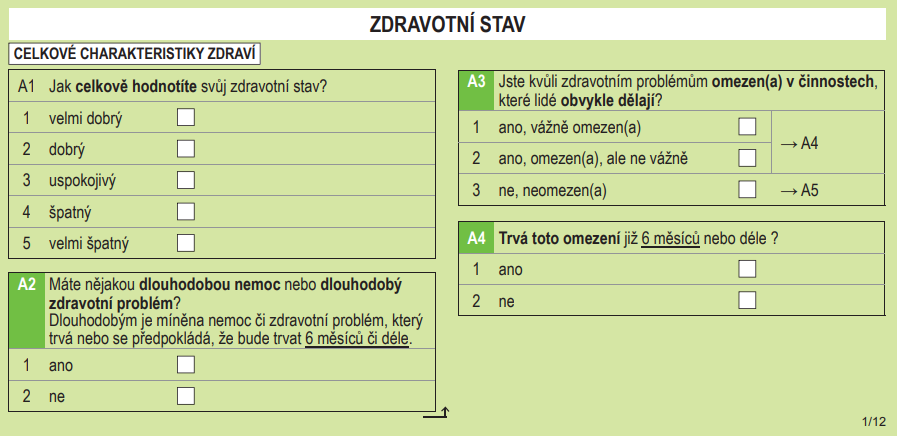 ZDRAVOTNÍ STAV
CELKOVÉ CHARAKTERISTIKY ZDRAVÍ
A1 Jak celkově hodnotíte svůj zdravotní stav?
1 velmi dobrý
2 dobrý
3 uspokojivý
4 špatný
5 velmi špatný
A2 Máte nějakou dlouhodobou nemoc nebo dlouhodobý
zdravotní problém?
Dlouhodobým je míněna nemoc či zdravotní problém, který
trvá nebo se předpokládá, že bude trvat 6 měsíců či déle.
1 ano
2 ne
A3 Jste kvůli zdravotním problémům omezen(a) v činnostech,
které lidé obvykle dělají?
1 ano, vážně omezen(a)
2 ano, omezen(a), ale ne vážně
→ A4
3 ne, neomezen(a) → A5
A4 Trvá toto omezení již 6 měsíců nebo déle ?
1 ano
2 ne
1/12